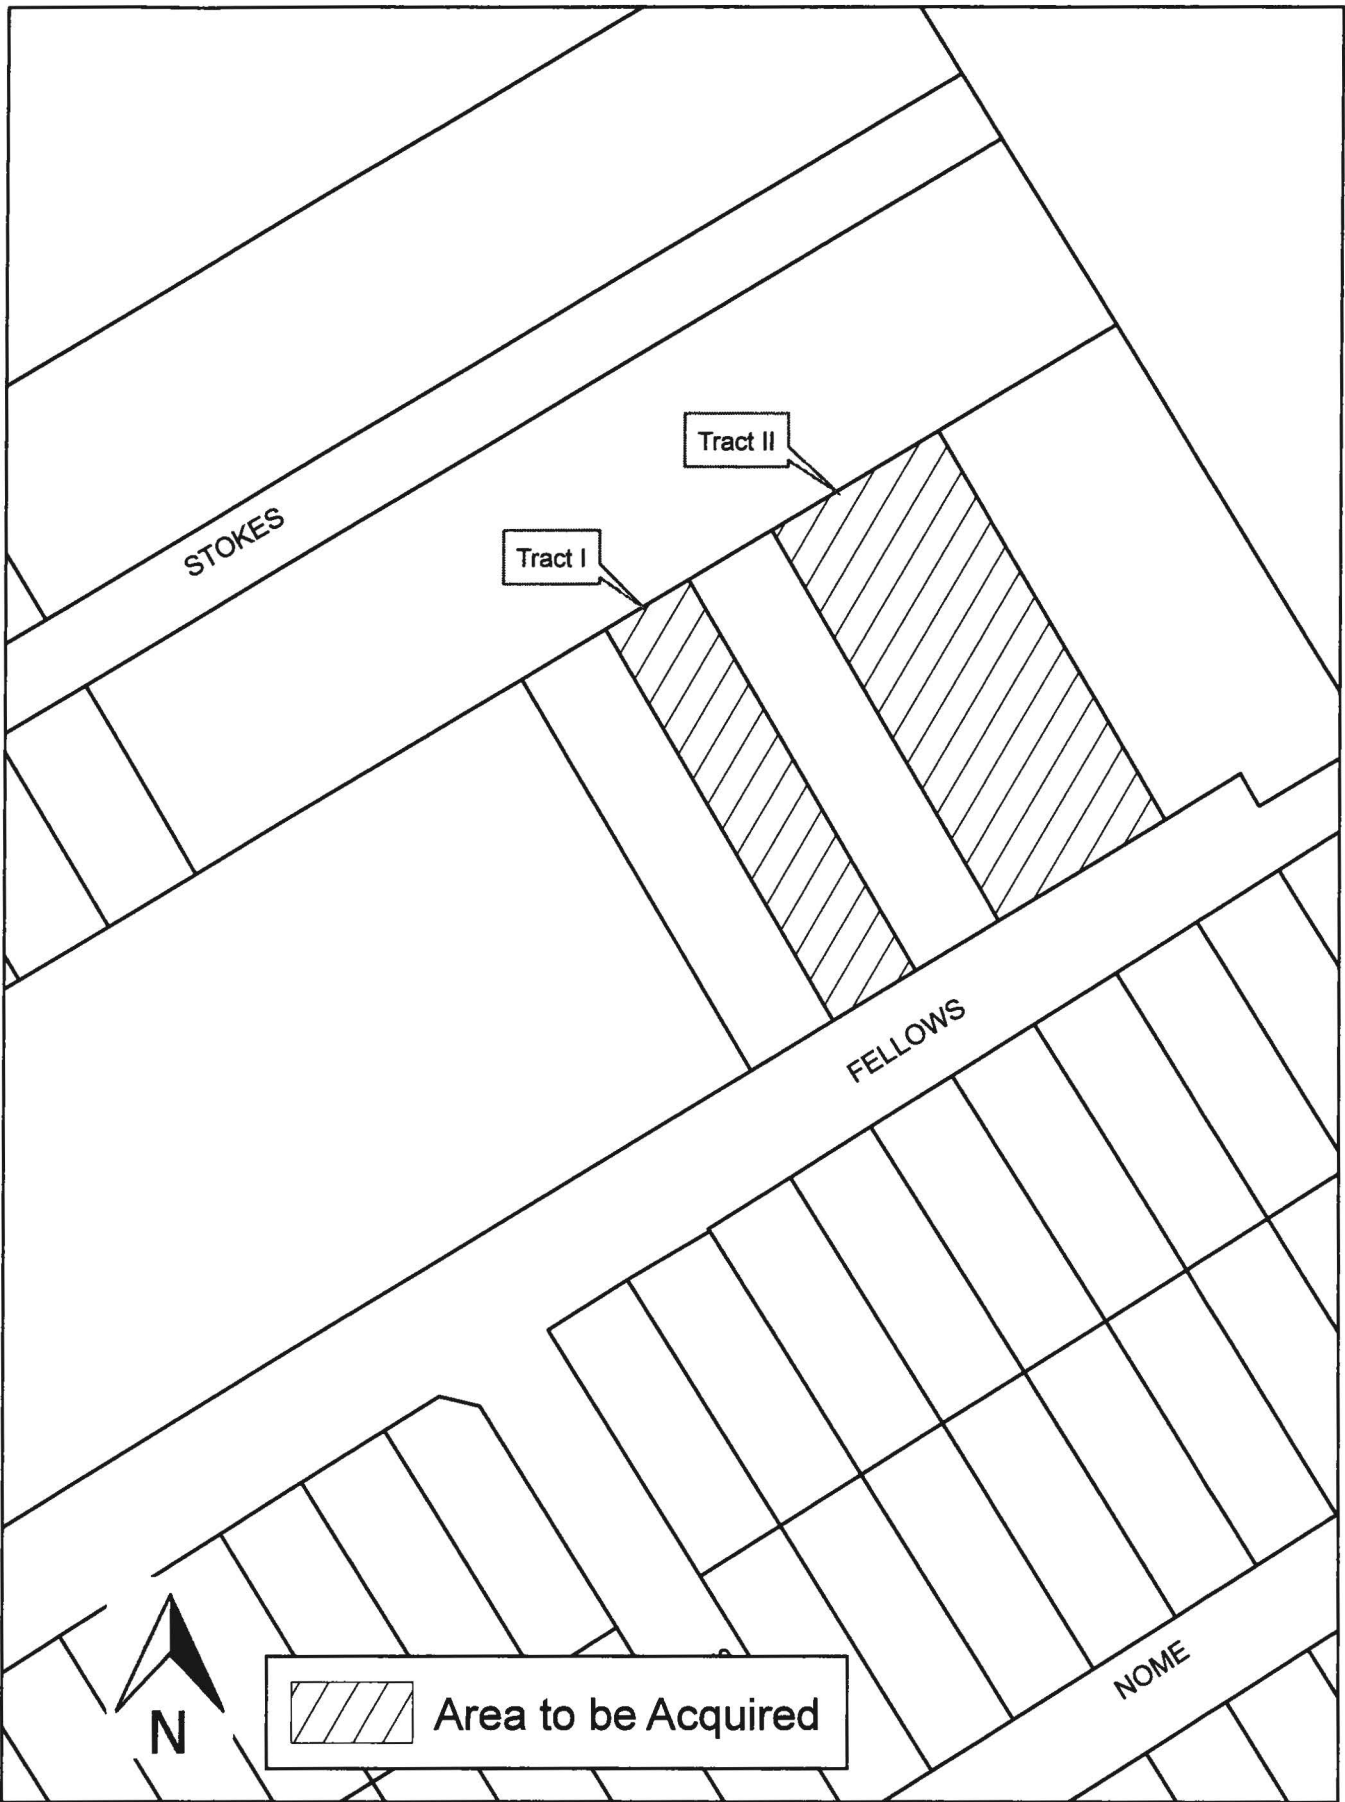 Tract II
STOKES
Tract I
FELLOWS
NOME
N
Area to be Acquired